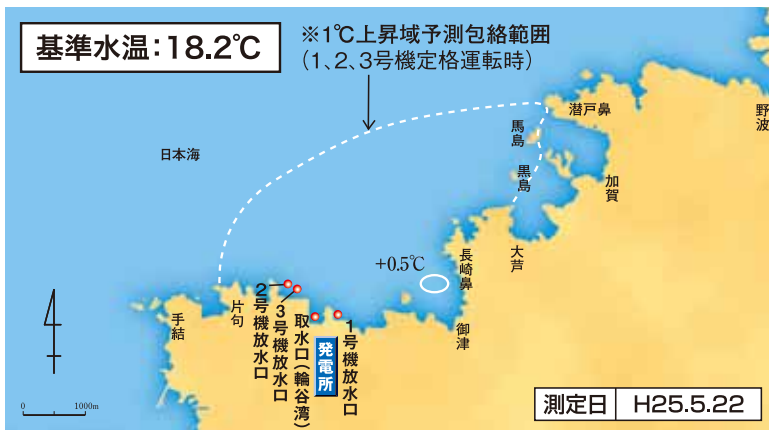 基準水温:18.2℃
※1℃上昇域予測包絡範囲
(1、2、3号機定格運転時)
日本海
潜戸鼻
野波
馬島
黒島
加賀
大芦
長崎鼻
+0.5℃
御津
手結
片句
2号機放水口
3号機放水口
取水口(輪谷湾)
発電所
1号機放水口
0
1000m
測定日 H25.5.22